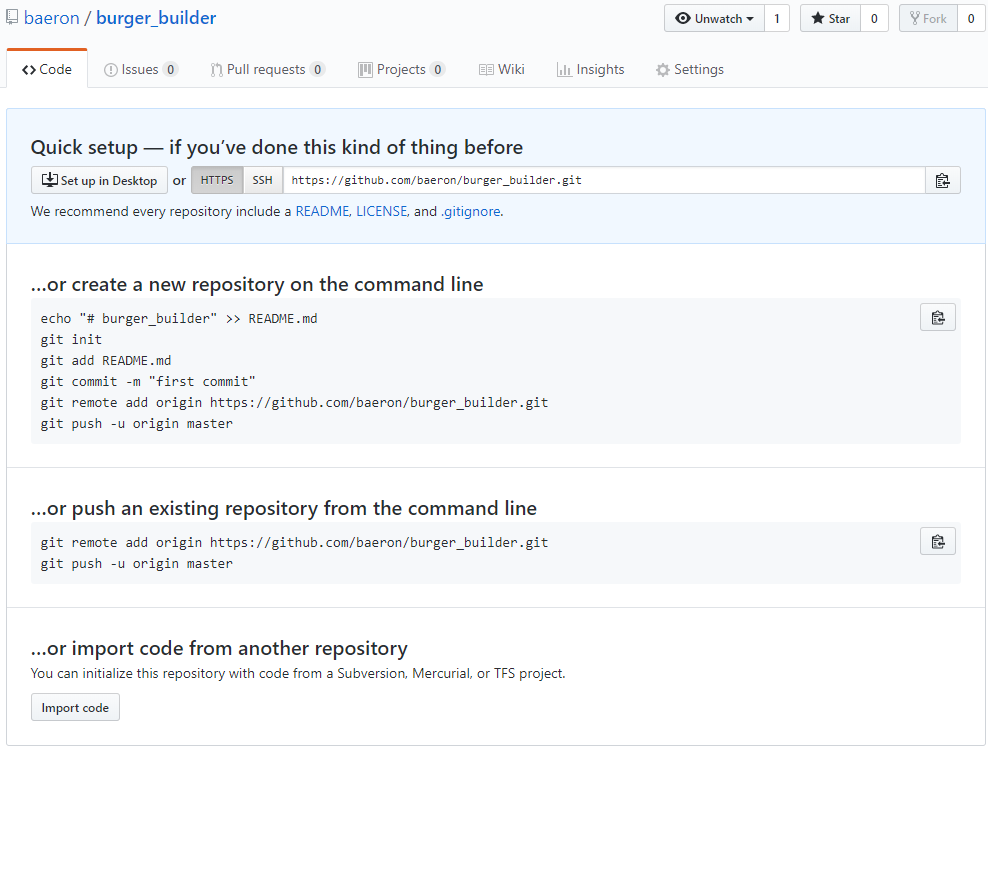 baeron / burger_builder
Unwatch 1 Star 0 Fork 0
Code Issues 0 Pull requests 0 Projects 0 Wiki Insights Settings
Quick setup — if you’ve done this kind of thing before
Set up in Desktop or HTTPS SSH https://github.com/baeron/burger_builder.git
We recommend every repository include a README, LICENSE, and .gitignore.
…or create a new repository on the command line
echo "# burger_builder" >> README.md
git init
git add README.md
git commit -m "first commit"
git remote add origin https://github.com/baeron/burger_builder.git
git push -u origin master
…or push an existing repository from the command line
git remote add origin https://github.com/baeron/burger_builder.git
git push -u origin master
…or import code from another repository
You can initialize this repository with code from a Subversion, Mercurial, or TFS project.
Import code